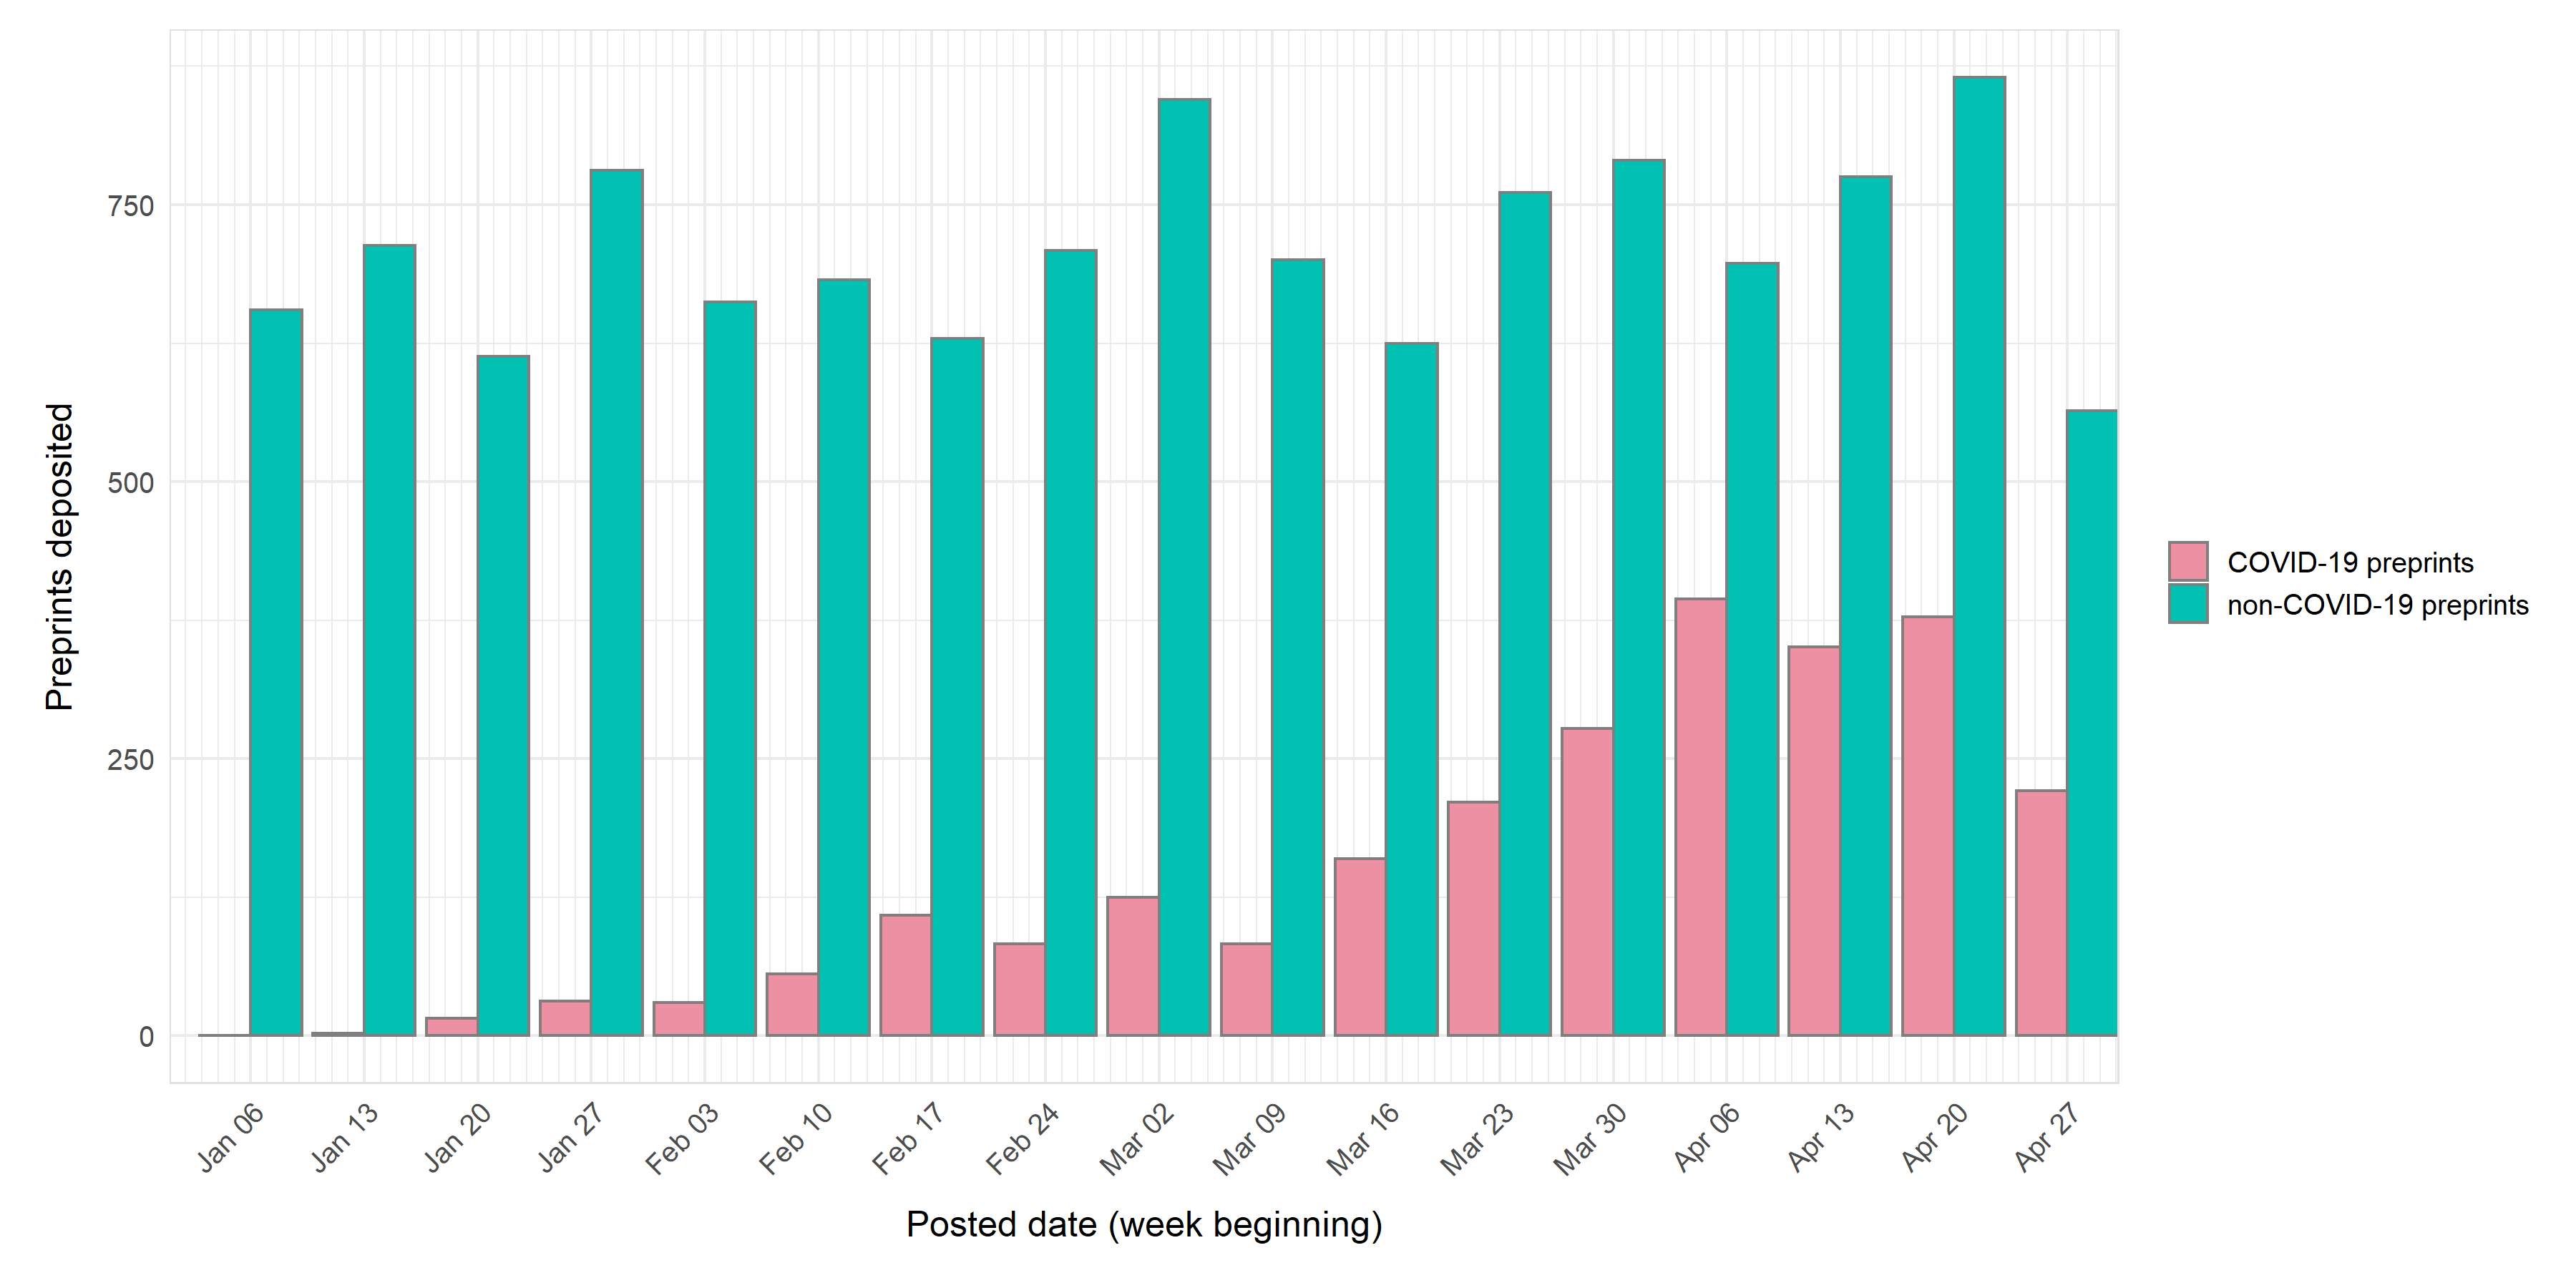 Preprints deposited
750
500
250
0
Jan 06
Jan 13
Jan 20
Jan 27
Feb 03
Feb 10
Feb 17
Feb 24
Mar 02
Mar 09
Mar 16
Mar 23
Mar 30
Apr 06
Apr 13
Apr 20
Apr 27
Posted date (week beginning)
COVID-19 preprints
non-COVID-19 preprints